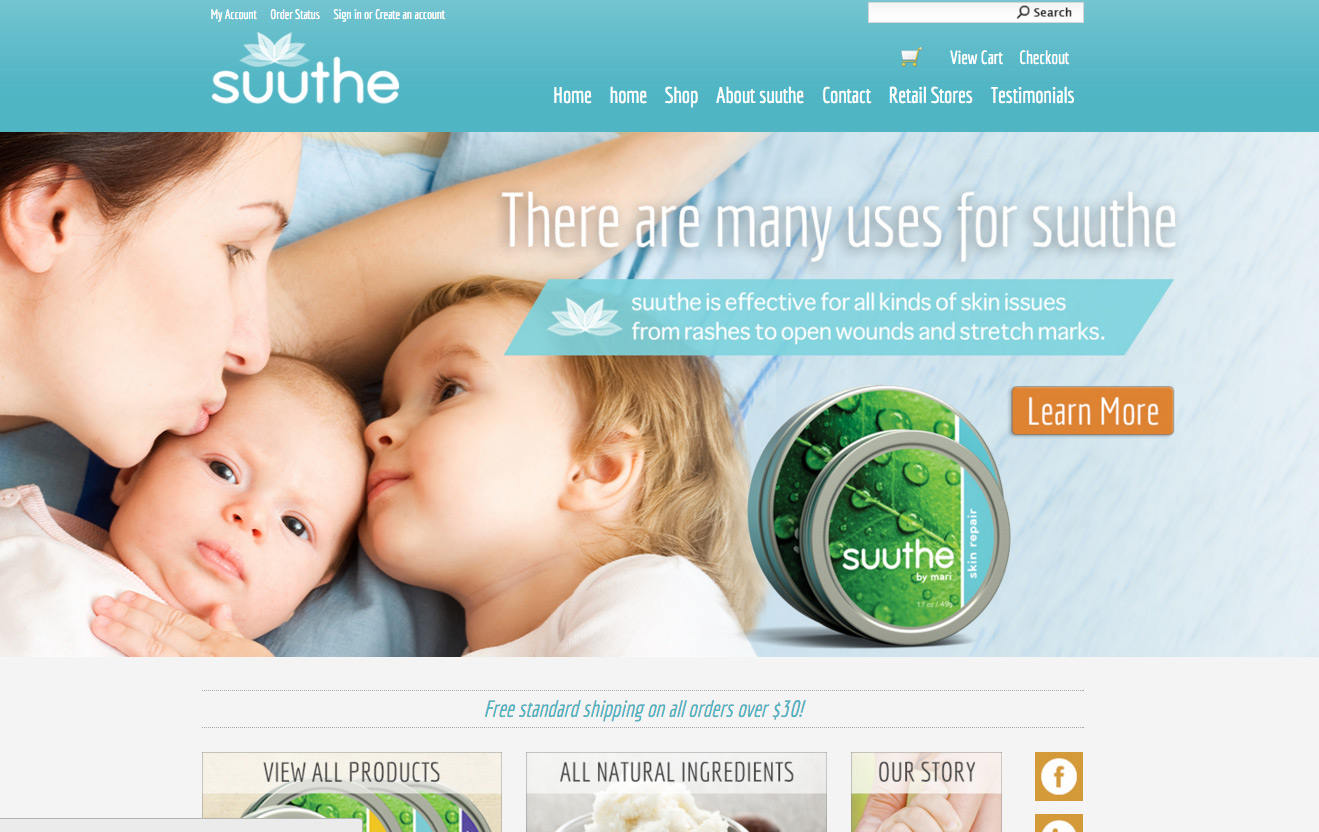 My Account Order Status Sign in or Create an account
Search
suuthe
View Cart Checkout
Home home Shop About suuthe Contact Retail Stores Testimonials
There are many uses for suuthe
suuthe is effective for all kinds of skin issues
from rashes to open wounds and stretch marks.
Learn More
suuthe
by mari
skin repair
1.7 oz / 49g
Free standard shipping on all orders over $30!
VIEW ALL PRODUCTS ALL NATURAL INGREDIENTS OUR STORY
f